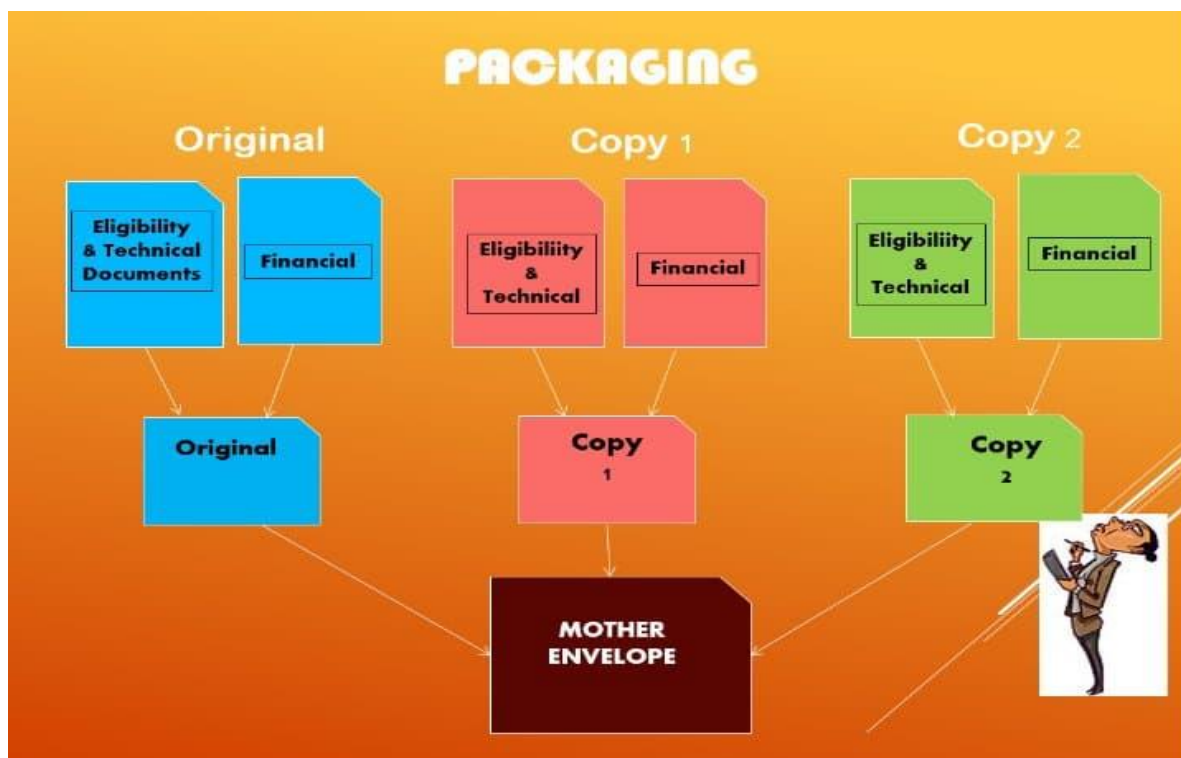 PACKAGING
Original
Copy 1
Copy 2
Eligibility
& Technical
Documents
Financial
Eligibiliity
&
Technical
Financial
Eligibiliity
&
Technical
Financial
Original
Copy
1
Copy
2
MOTHER
ENVELOPE